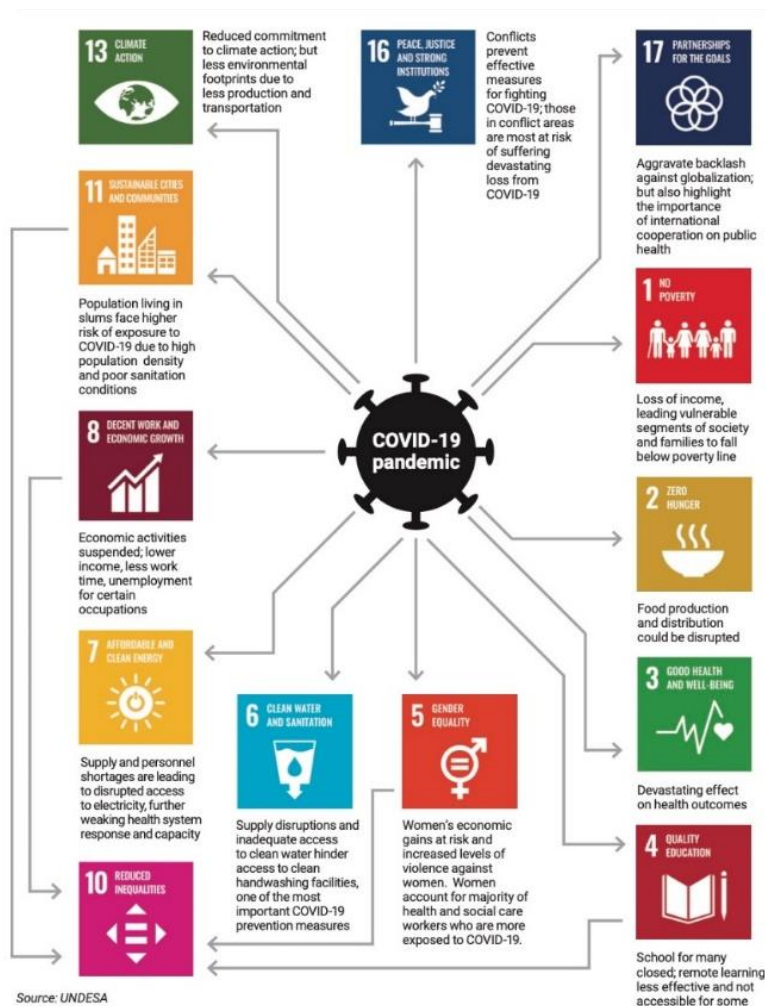 13 CLIMATE
ACTION
Reduced commitment
to climate action; but
less environmental
footprints due to
less production and
transportation
16 PEACE, JUSTICE
AND STRONG
INSTITUTIONS
Conflicts
prevent
effective
measures
for fighting
COVID-19; those
in conflict areas
are most at risk
of suffering
devastating
loss from
COVID-19
17 PARTNERSHIPS
FOR THE GOALS
Aggravate backlash
against globalization;
but also highlight
the importance
of international
cooperation on public
health
11 SUSTAINABLE CITIES
AND COMMUNITIES
Population living in
slums face higher
risk of exposure to
COVID-19 due to high
population density
and poor sanitation
conditions
1 NO
POVERTY
Loss of income,
leading vulnerable
segments of society
and families to fall
below poverty line
COVID-19
pandemic
8 DECENT WORK AND
ECONOMIC GROWTH
Economic activities
suspended; lower
income, less work
time, unemployment
for certain
occupations
2 ZERO
HUNGER
Food production
and distribution
could be disrupted
7 AFFORDABLE AND
CLEAN ENERGY
Supply and personnel
shortages are leading
to disrupted access
to electricity, further
weaking health system
response and capacity
6 CLEAN WATER
AND SANITATION
Supply disruptions and
inadequate access
to clean water hinder
access to clean
handwashing facilities,
one of the most
important COVID-19
prevention measures
5 GENDER
EQUALITY
Women's economic
gains at risk and
increased levels of
violence against
women. Women
account for majority of
health and social care
workers who are more
exposed to COVID-19.
3 GOOD HEALTH
AND WELL-BEING
Devastating effect
on health outcomes
4 QUALITY
EDUCATION
School for many
closed; remote learning
less effective and not
accessible for some
10 REDUCED
INEQUALITIES
Source: UNDESA